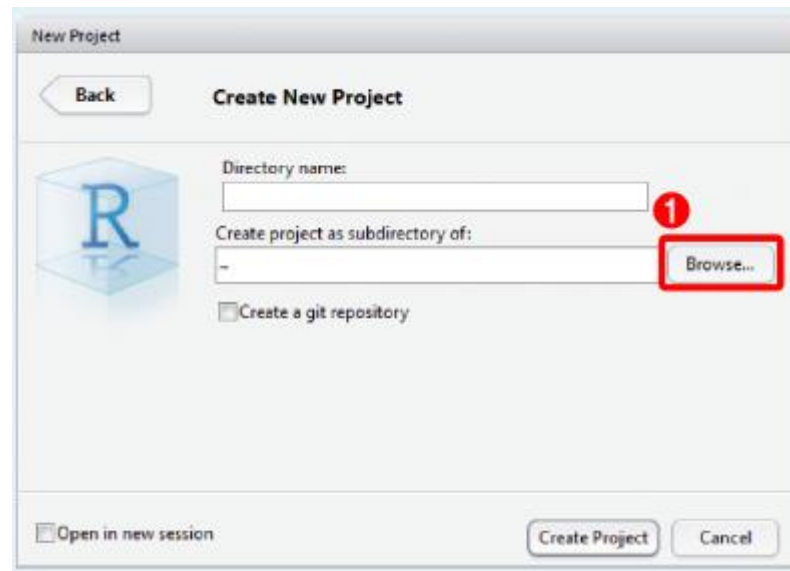 New Project
Back
Create New Project
Directory name:
R
1
Create project as subdirectory of:
~
Browse...
Create a git repository
Open in new session
Create Project
Cancel